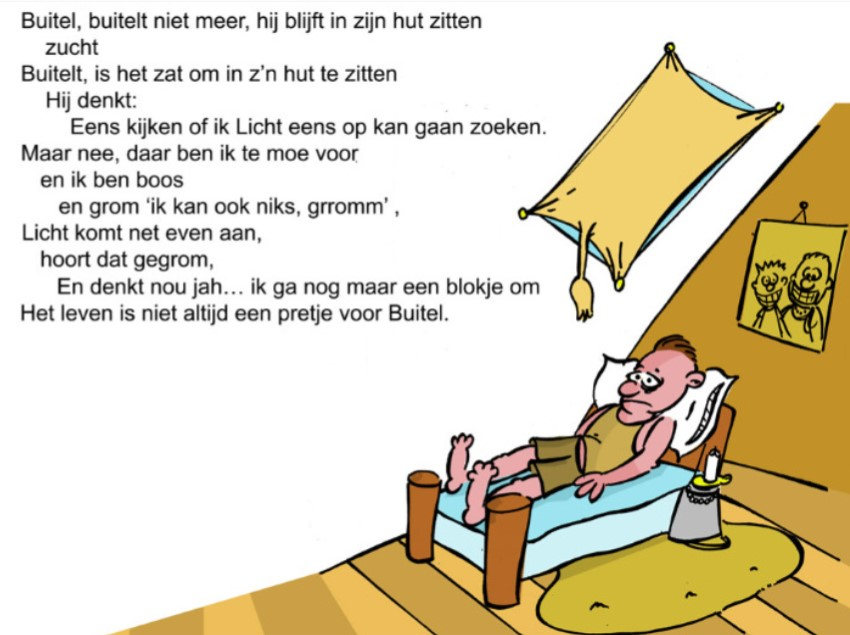 Buitel, buitelt niet meer, hij blijft in zijn hut zitten
zucht
Buitelt, is het zat om in z'n hut te zitten
Hij denkt:
Eens kijken of ik Licht eens op kan gaan zoeken.
Maar nee, daar ben ik te moe voor
en ik ben boos
en grom ‘ik kan ook niks, grromm’ ,
Licht komt net even aan,
hoort dat gegrom,
En denkt nou jah… ik ga nog maar een blokje om
Het leven is niet altijd een pretje voor Buitel.